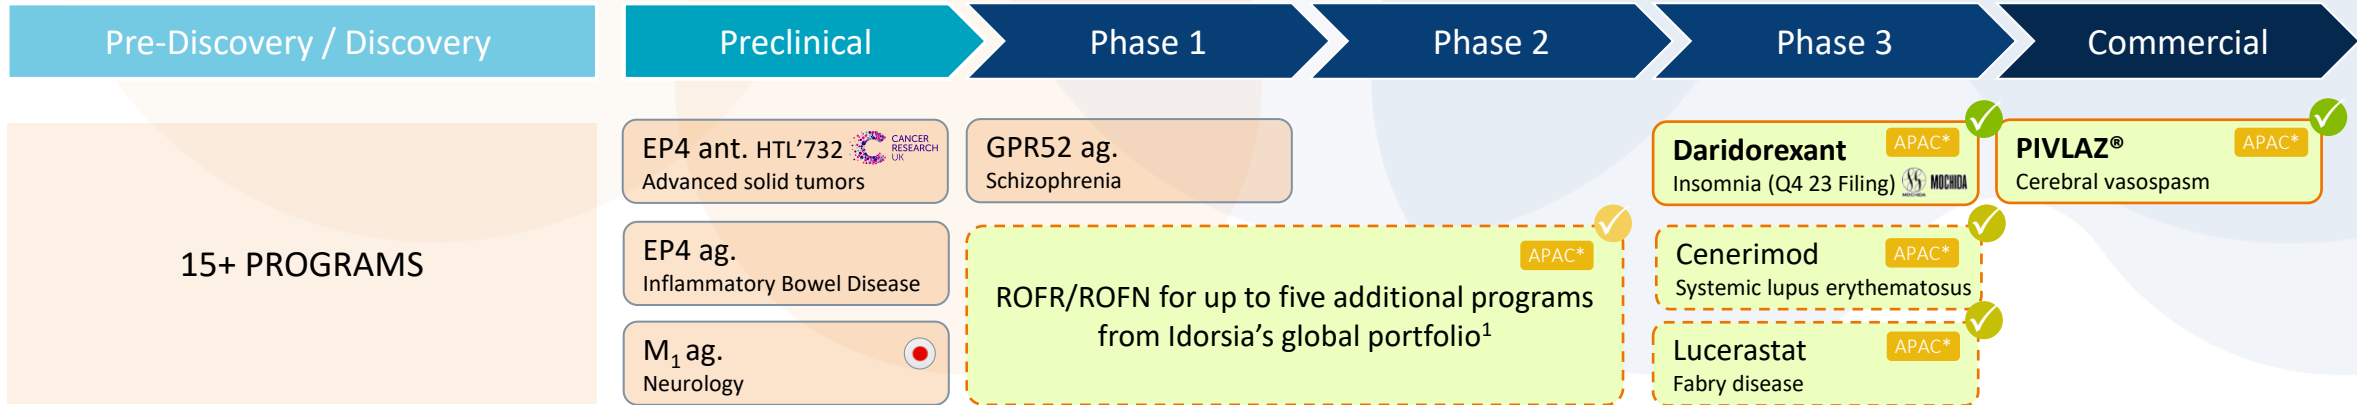 Pre-Discovery / Discovery
Preclinical
Phase 1
Phase 2
Phase 3
Commercial
15+ PROGRAMS
EP4 ant. HTL’732
CANCER
RESEARCH
UK
Advanced solid tumors
EP4 ag.
Inflammatory Bowel Disease
M1 ag.
Neurology
GPR52 ag.
Schizophrenia
APAC*
ROFR/ROFN for up to five additional programs
from Idorsia’s global portfolio1
Daridorexant APAC*
Insomnia (Q4 23 Filing) MOCHIDA
Cenerimod APAC*
Systemic lupus erythematosus
Lucerastat APAC*
Fabry disease
PIVLAZ® APAC*
Cerebral vasospasm